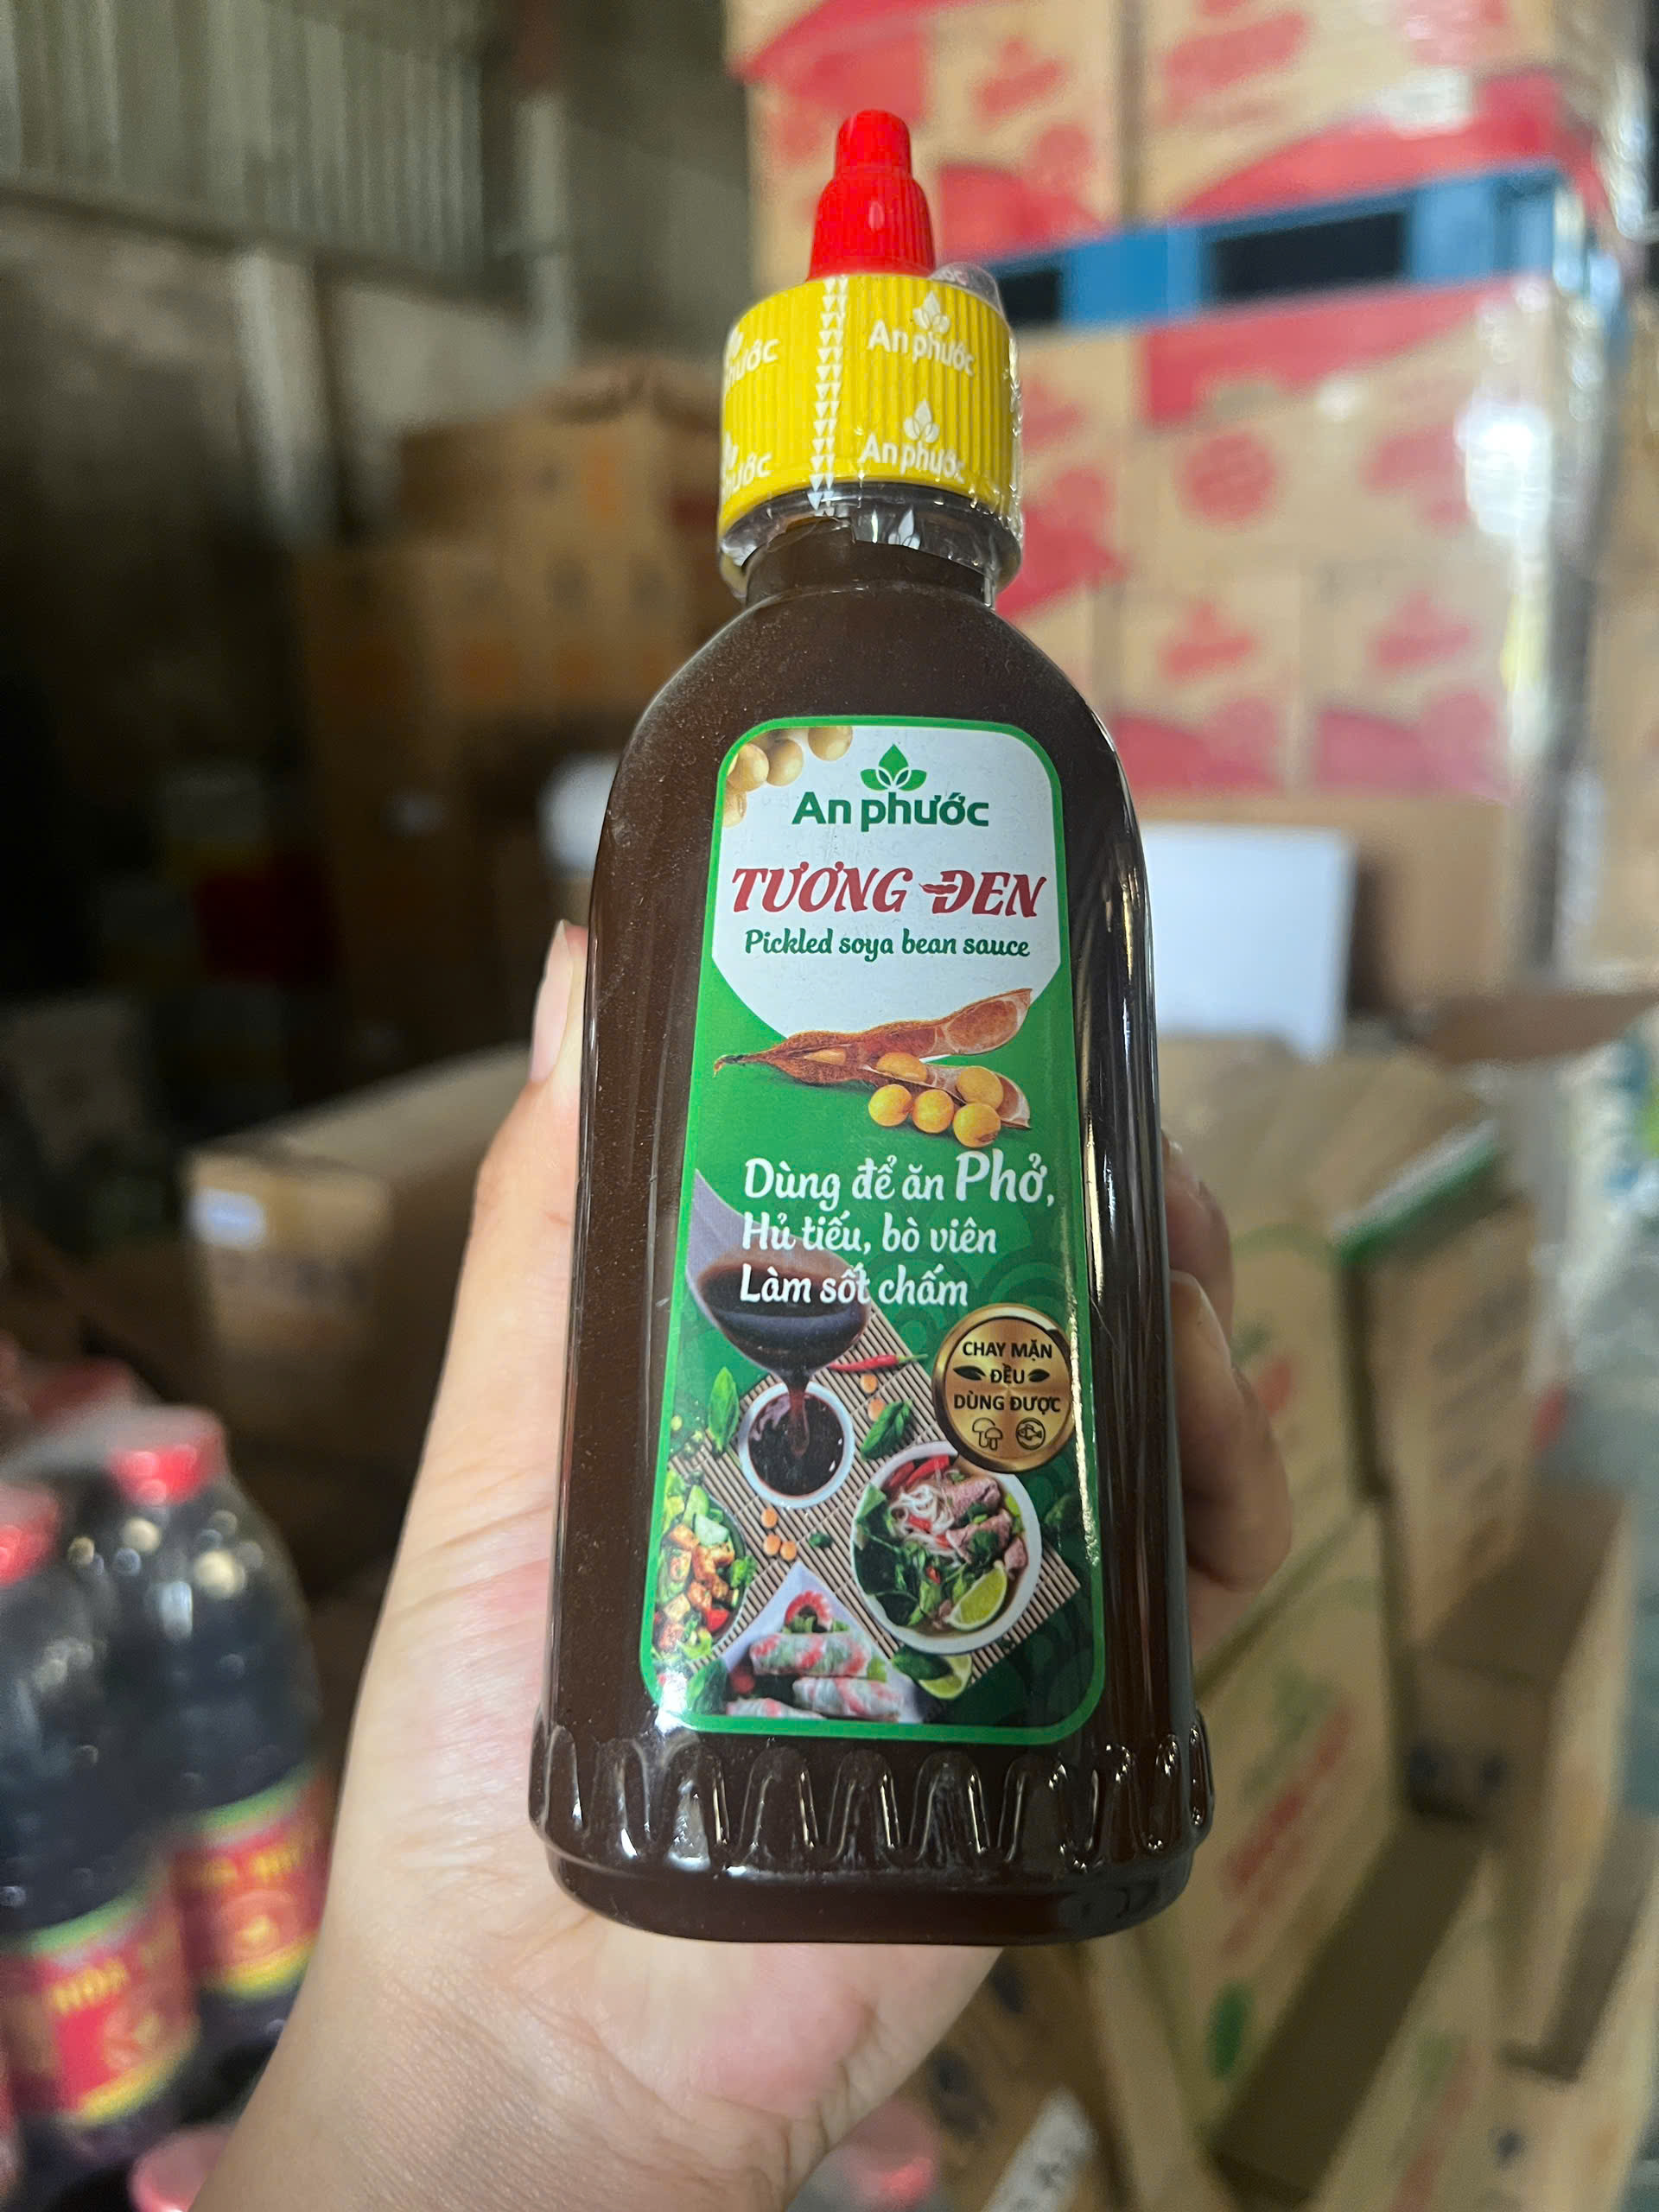 An phước
An phước
An phước
TƯƠNG ĐEN
Pickled soya bean sauce
Dùng để ăn Phở,
Hủ tiếu, bò viên
Làm sốt chấm
CHAY MẶN
ĐỀU
DÙNG ĐƯỢC